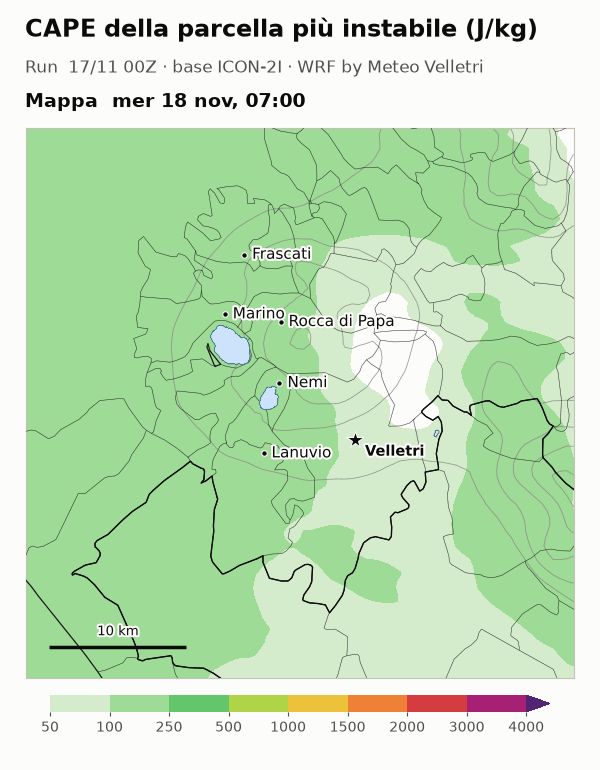 CAPE della parcella più instabile (J/kg)
Run  17/11 00Z · base ICON-2I · WRF by Meteo Velletri
Mappa  mer 18 nov, 07:00
Frascati
Marino
Rocca di Papa
Nemi
Velletri
Lanuvio
10 km
50 100 250 500 1000 1500 2000 3000 4000